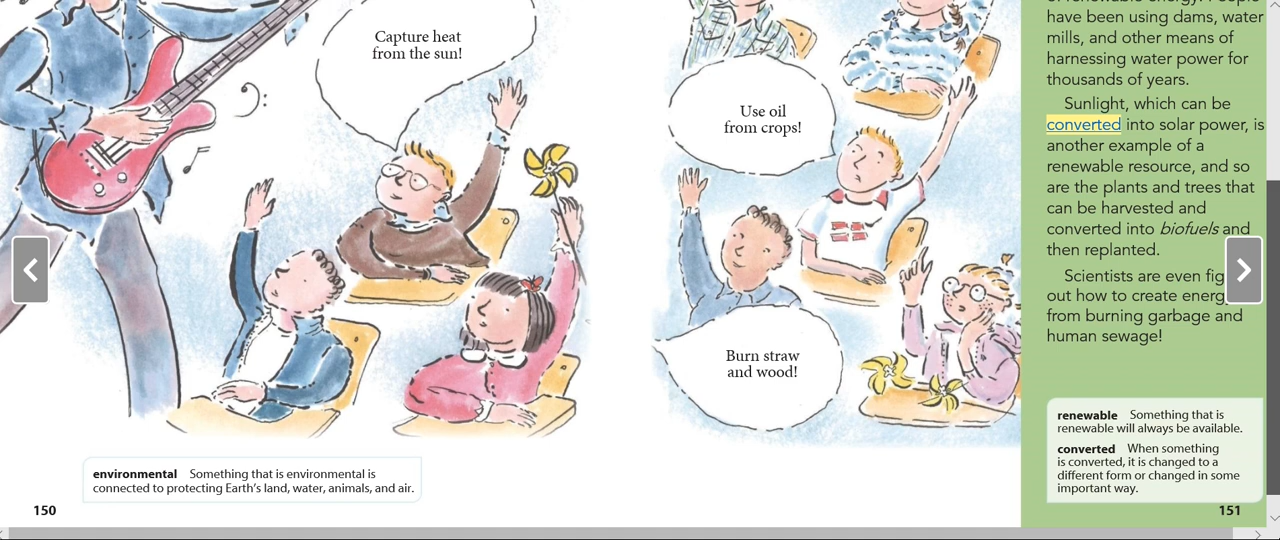 Capture heat
from the sun!
Use oil
from crops!
Burn straw
and wood!
environmental Something that is environmental is
connected to protecting Earth's land, water, animals, and air.
150
of renewable energy. People
have been using dams, water
mills, and other means of
harnessing water power for
thousands of years.
Sunlight, which can be
converted into solar power, is
another example of a
renewable resource, and so
are the plants and trees that
can be harvested and
converted into biofuels and
then replanted.
Scientists are even fig
out how to create energ
from burning garbage and
human sewage!
renewable Something that is
renewable will always be available.
converted When something
is converted, it is changed to a
different form or changed in some
important way.
151